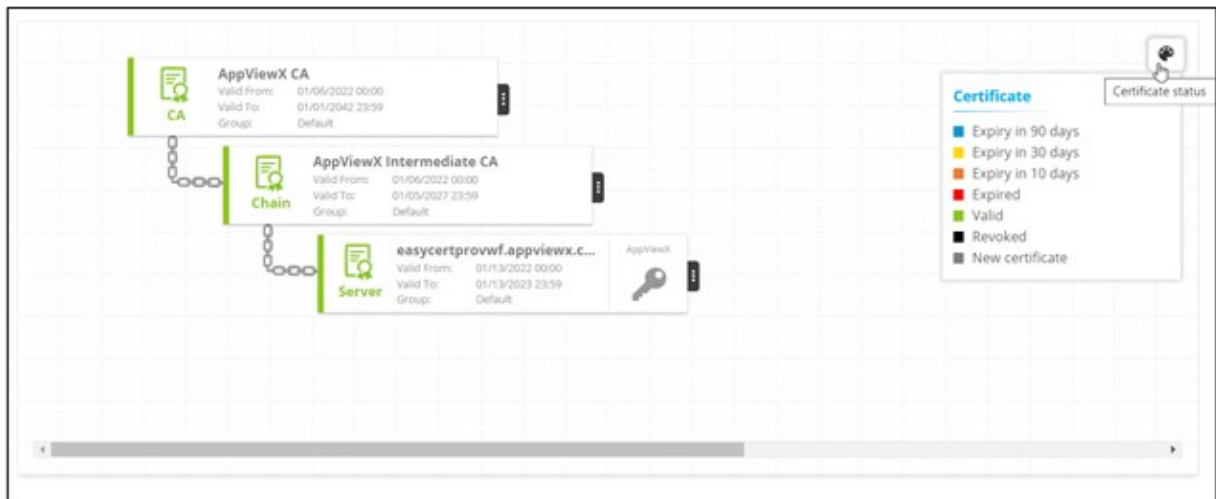 AppViewX CA
Valid From: 01/06/2022 00:00
Valid To: 01/01/2042 23:59
Group: Default
CA
AppViewX Intermediate CA
Valid From: 01/06/2022 00:00
Valid To: 01/05/2027 23:59
Group: Default
Chain
easycertprovwf.appviewx.c...
Valid From: 01/13/2022 00:00
Valid To: 01/13/2023 23:59
Group: Default
Server
AppViewX
Certificate status
Certificate
Expiry in 90 days
Expiry in 30 days
Expiry in 10 days
Expired
Valid
Revoked
New certificate